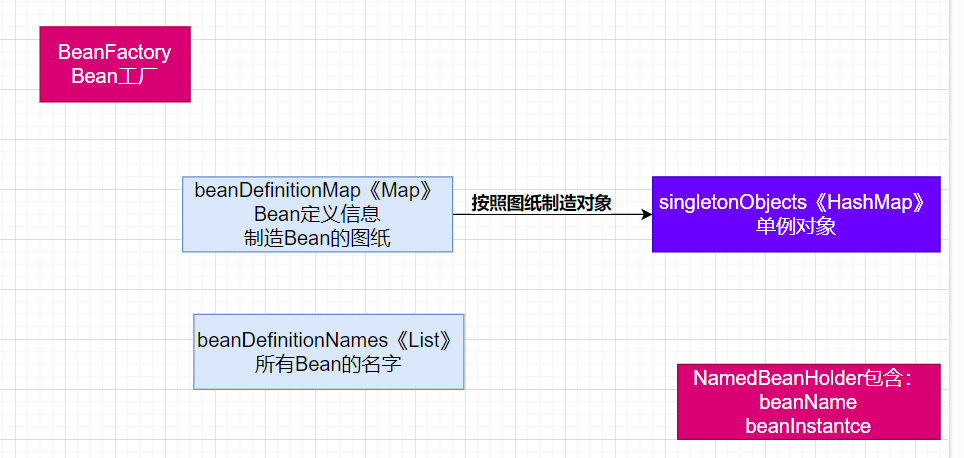 BeanFactory
Bean工厂
beanDefinitionMap《Map》
Bean定义信息
制造Bean的图纸
按照图纸制造对象
singletonObjects《HashMap》
单例对象
beanDefinitionNames《List》
所有Bean的名字
NamedBeanHolder包含：
beanName
beanInstantce